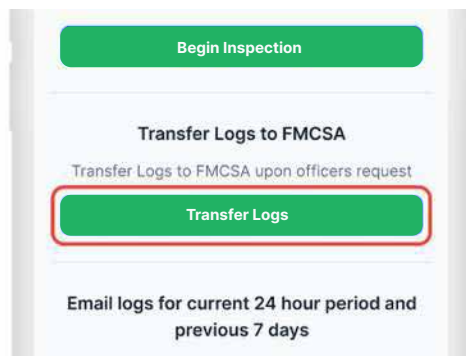 Begin Inspection
Transfer Logs to FMCSA
Transfer Logs to FMCSA upon officers request
Transfer Logs
Email logs for current 24 hour period and
previous 7 days